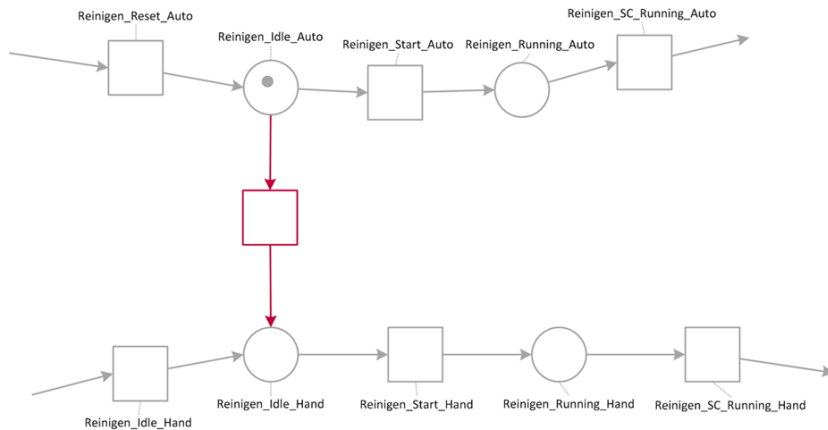 Reinigen_Reset_Auto
Reinigen_Idle_Auto
Reinigen_Start_Auto
Reinigen_Running_Auto
Reinigen_SC_Running_Auto
Reinigen_Idle_Hand
Reinigen_Idle_Hand
Reinigen_Start_Hand
Reinigen_Running_Hand
Reinigen_SC_Running_Hand